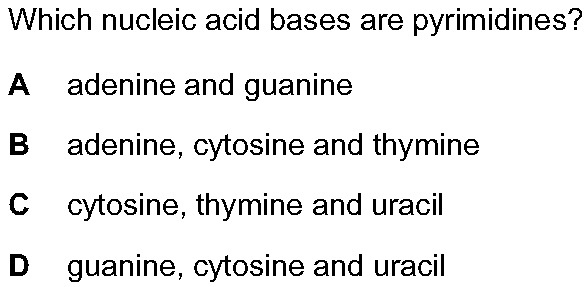 Which nucleic acid bases are pyrimidines?
A adenine and guanine
B adenine, cytosine and thymine
C cytosine, thymine and uracil
D guanine, cytosine and uracil